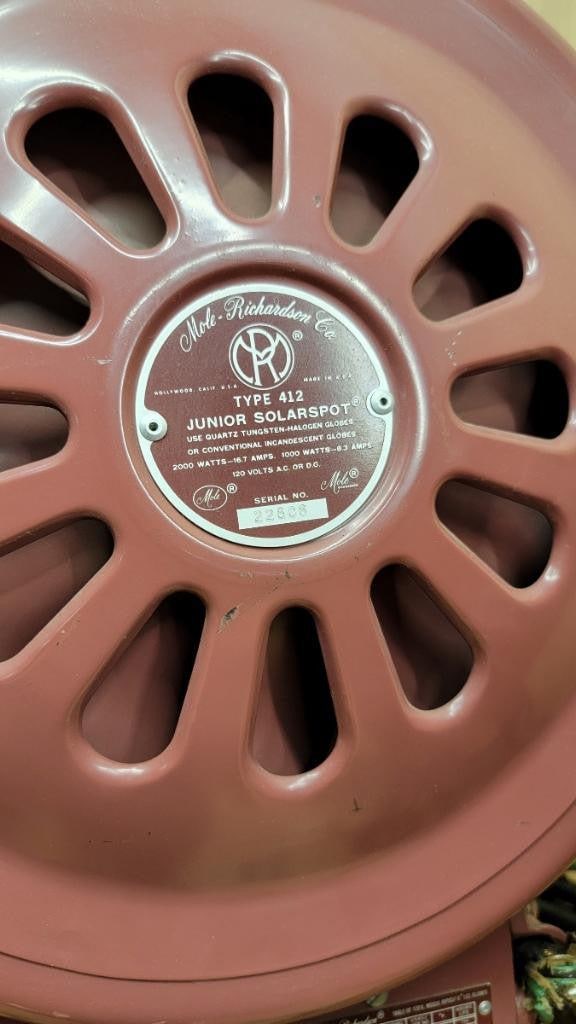 Mole-Richardson Co.
MR ®
HOLLYWOOD, CALIF. U.S.A. MADE IN U.S.A.
TYPE 412
JUNIOR SOLARSPOT®
USE QUARTZ TUNGSTEN-HALOGEN GLOBES
OR CONVENTIONAL INCANDESCENT GLOBES
2000 WATTS-16.7 AMPS. 1000 WATTS-8.3 AMPS
120 VOLTS A.C. OR D.C.
Mole ® Mole ®
SERIAL NO.
22608
Richardson ®